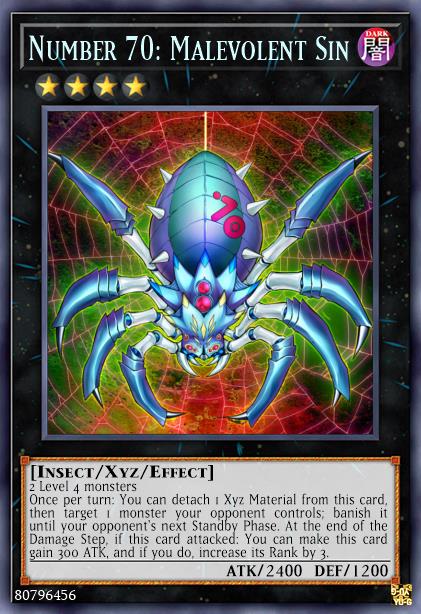 Number 70: Malevolent Sin
DARK
闇
70
[Insect/Xyz/Effect]
2 Level 4 monsters
Once per turn: You can detach 1 Xyz Material from this card,
then target 1 monster your opponent controls; banish it
until your opponent's next Standby Phase. At the end of the
Damage Step, if this card attacked: You can make this card
gain 300 ATK, and if you do, increase its Rank by 3.
ATK/2400 DEF/1200
80796456